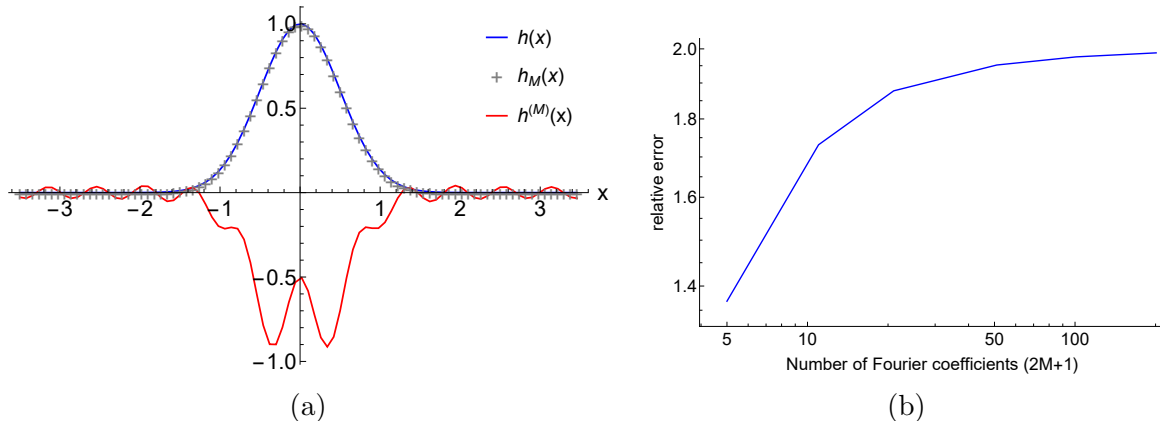 1.0
h(x)
h_M(x)
0.5
h^(M)(x)
−3 −2 −1 1 2 3 x
−0.5
−1.0
(a)
2.0
1.8
1.6
1.4
relative error
5 10 50 100
Number of Fourier coefficients (2M+1)
(b)